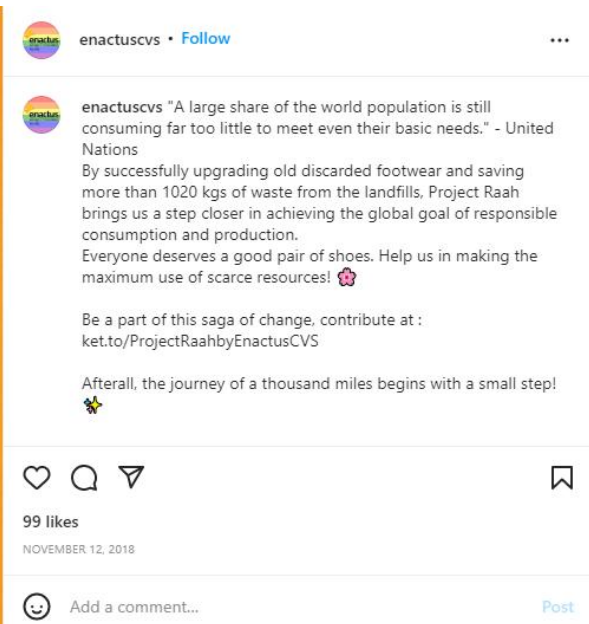 enactuscvs • Follow
enactus
enactuscvs "A large share of the world population is still
consuming far too little to meet even their basic needs." - United
Nations
By successfully upgrading old discarded footwear and saving
more than 1020 kgs of waste from the landfills, Project Raah
brings us a step closer in achieving the global goal of responsible
consumption and production.
Everyone deserves a good pair of shoes. Help us in making the
maximum use of scarce resources! 🌸
Be a part of this saga of change, contribute at :
ket.to/ProjectRaahbyEnactusCVS
Afterall, the journey of a thousand miles begins with a small step!
✨
99 likes
NOVEMBER 12, 2018
Add a comment...
Post